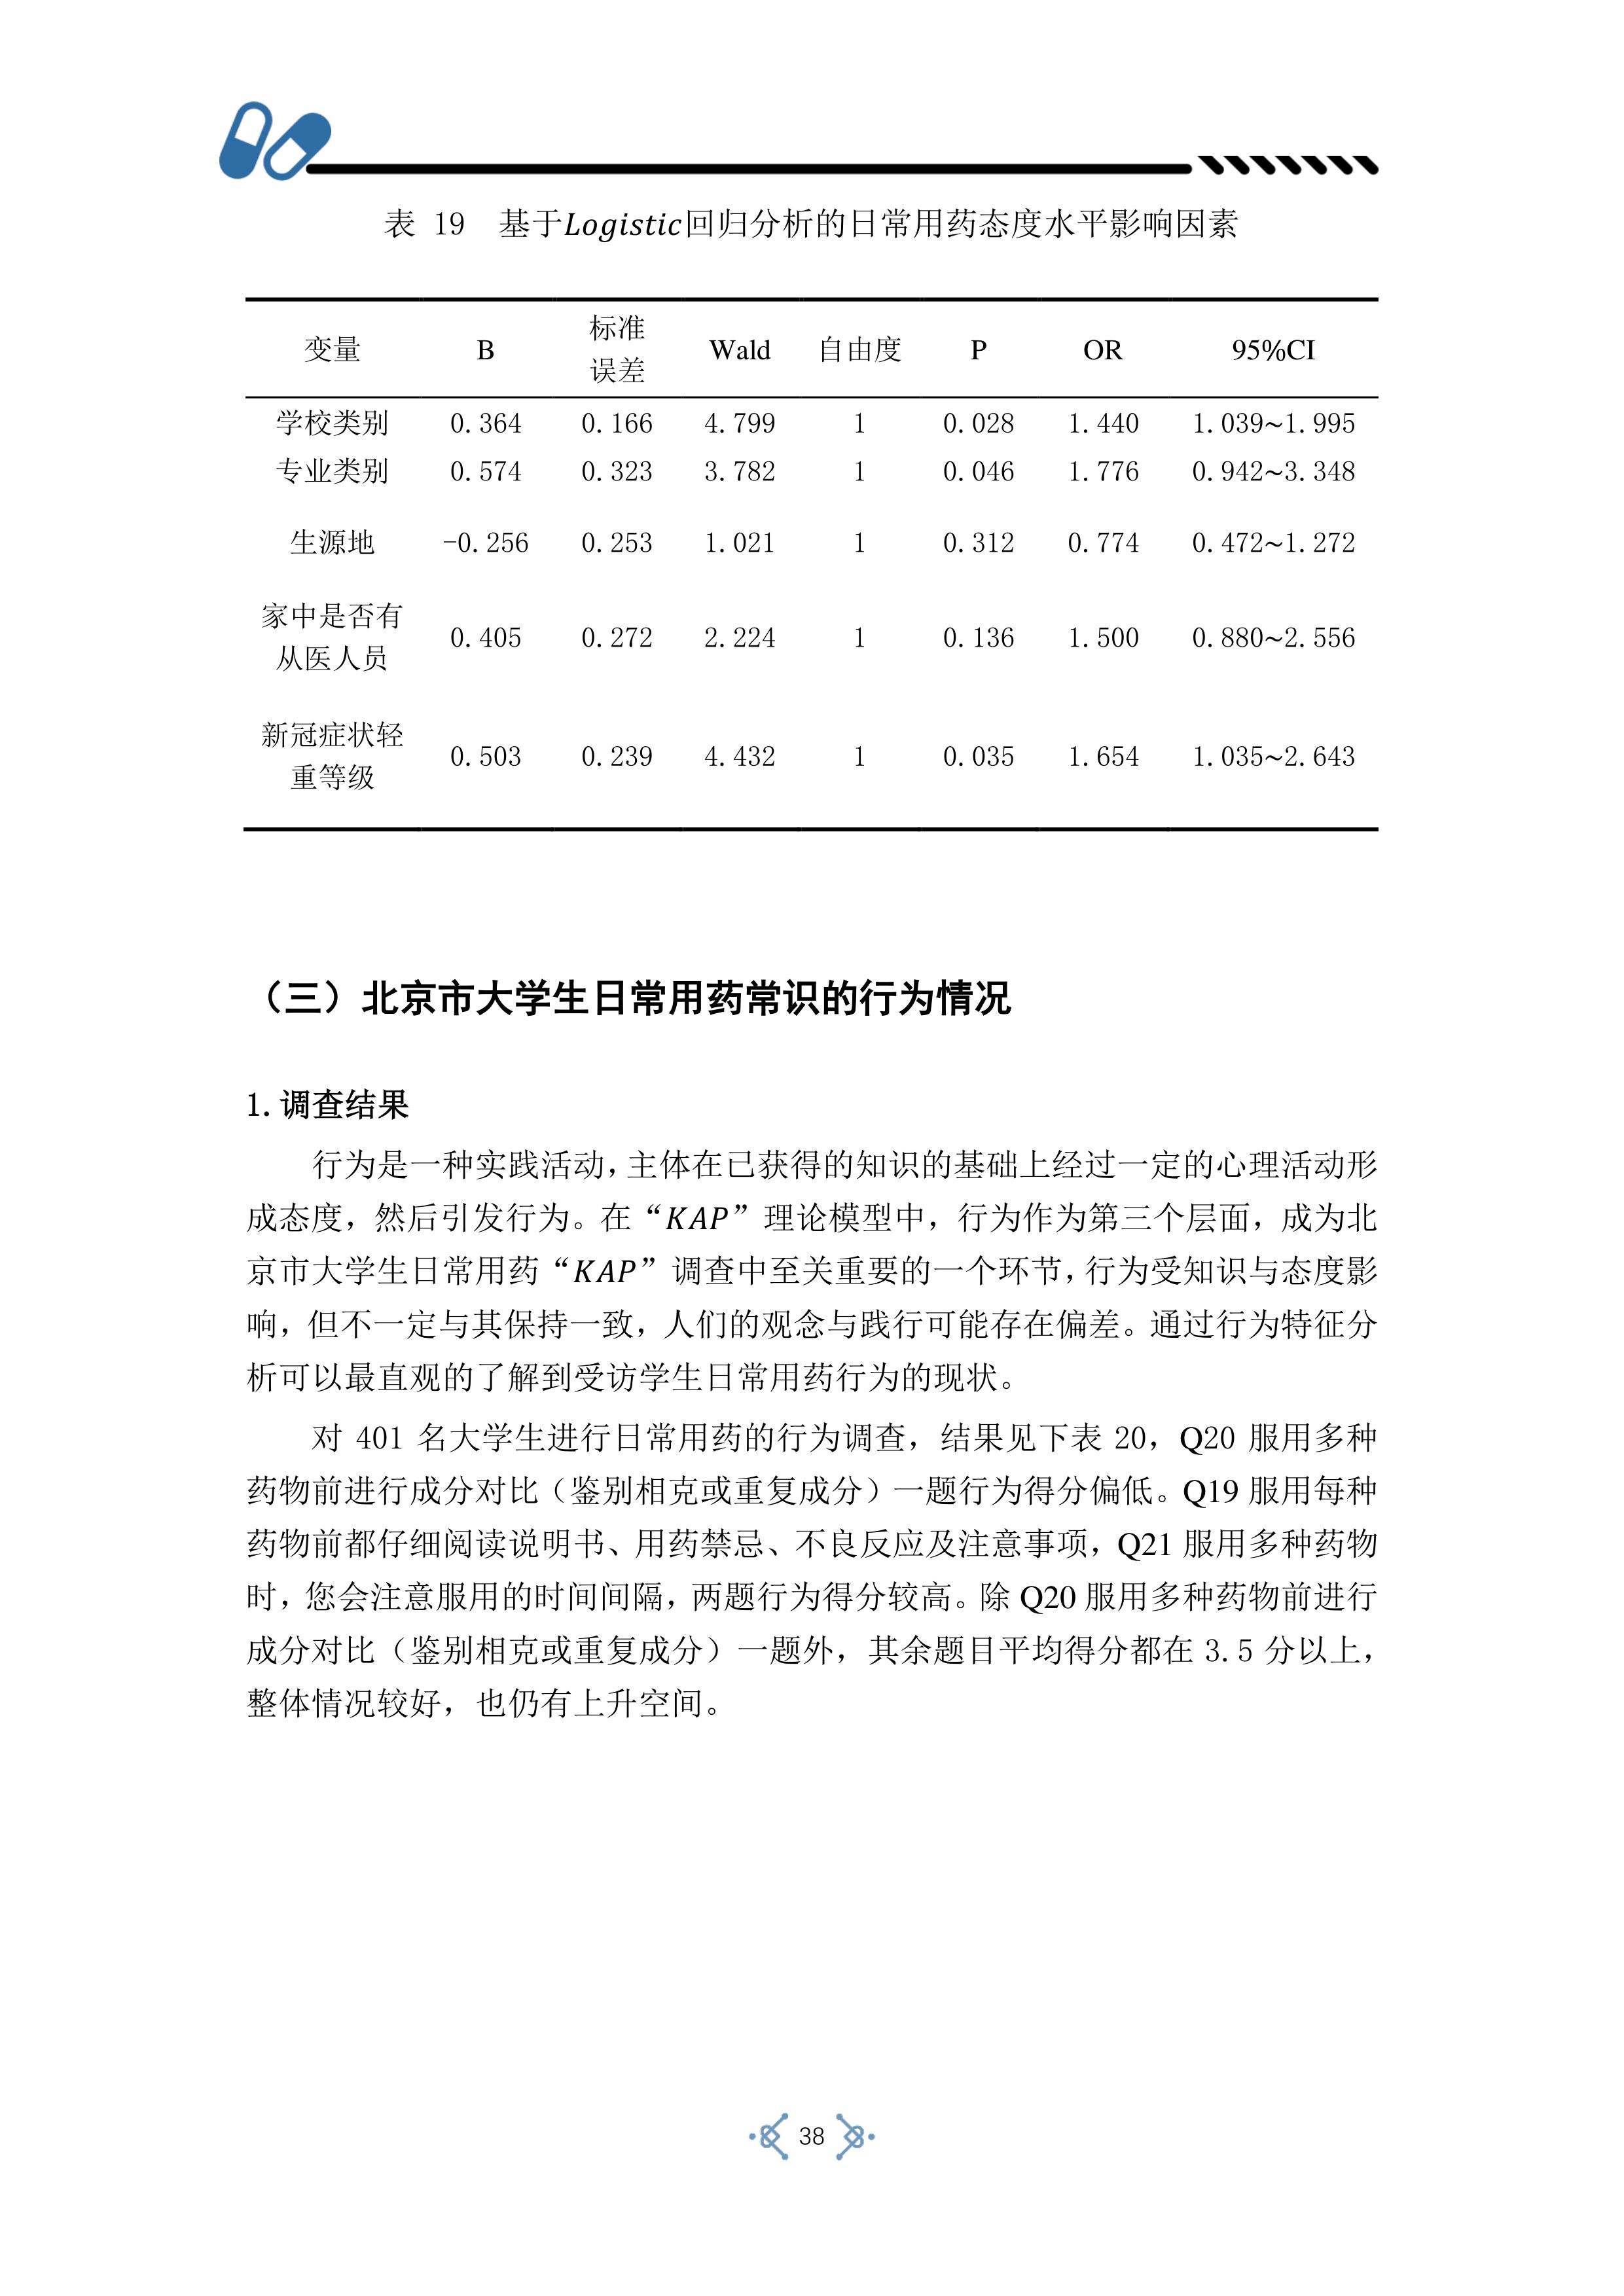 表 19 基于Logistic回归分析的日常用药态度水平影响因素
变量 B 标准误差 Wald 自由度 P OR 95%CI
学校类别 0.364 0.166 4.799 1 0.028 1.440 1.039~1.995
专业类别 0.574 0.323 3.782 1 0.046 1.776 0.942~3.348
生源地 -0.256 0.253 1.021 1 0.312 0.774 0.472~1.272
家中是否有从医人员 0.405 0.272 2.224 1 0.136 1.500 0.880~2.556
新冠症状轻重等级 0.503 0.239 4.432 1 0.035 1.654 1.035~2.643
（三）北京市大学生日常用药常识的行为情况
1.调查结果
行为是一种实践活动，主体在已获得的知识的基础上经过一定的心理活动形
成态度，然后引发行为。在“KAP”理论模型中，行为作为第三个层面，成为北
京市大学生日常用药“KAP”调查中至关重要的一个环节，行为受知识与态度影
响，但不一定与其保持一致，人们的观念与践行可能存在偏差。通过行为特征分
析可以最直观的了解到受访学生日常用药行为的现状。
对 401 名大学生进行日常用药的行为调查，结果见下表 20，Q20 服用多种
药物前进行成分对比（鉴别相克或重复成分）一题行为得分偏低。Q19 服用每种
药物前都仔细阅读说明书、用药禁忌、不良反应及注意事项，Q21 服用多种药物
时，您会注意服用的时间间隔，两题行为得分较高。除 Q20 服用多种药物前进行
成分对比（鉴别相克或重复成分）一题外，其余题目平均得分都在 3.5 分以上，
整体情况较好，也仍有上升空间。
38